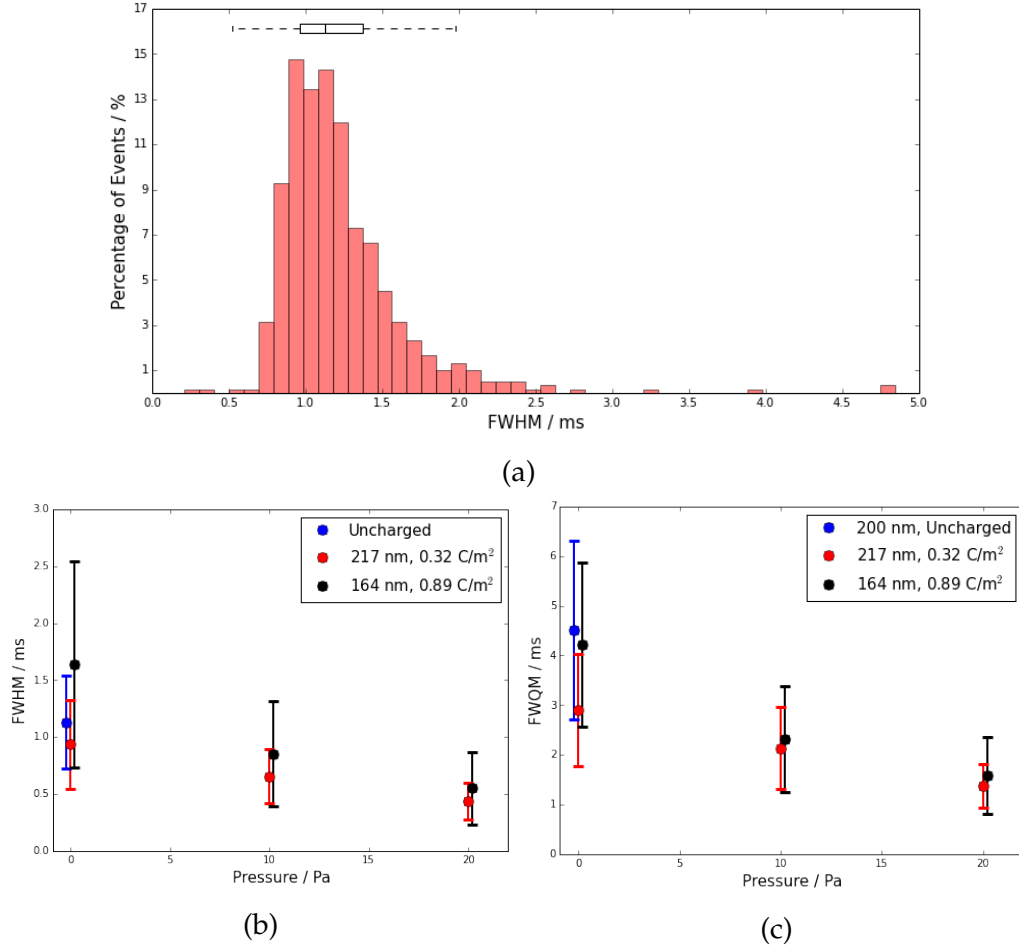 17
15
13
11
9
7
5
3
1
Percentage of Events / %
0.0 0.5 1.0 1.5 2.0 2.5 3.0 3.5 4.0 4.5 5.0
FWHM / ms
(a)
3.0
2.5
2.0
1.5
1.0
0.5
0.0
FWHM / ms
Uncharged
217 nm, 0.32 C/m²
164 nm, 0.89 C/m²
0 5 10 15 20
Pressure / Pa
(b)
7
6
5
4
3
2
1
0
FWQM / ms
200 nm, Uncharged
217 nm, 0.32 C/m²
164 nm, 0.89 C/m²
0 5 10 15 20
Pressure / Pa
(c)